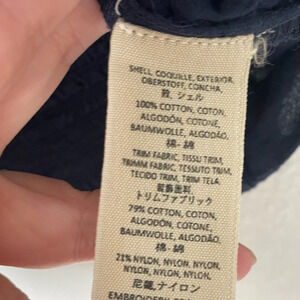 SHELL, COQUILLE, EXTERIOR,
OBERSTOFF, CONCHA,
殼, シェル
100% COTTON, COTON,
ALGODÓN, COTONE,
BAUMWOLLE, ALGODÃO,
棉, 綿
TRIM FABRIC, TISSU TRIM,
TRIMM FABRIC, TESSUTO TRIM,
TECIDO TRIM, TRIM TELA,
裝飾面料,
トリムファブリック
79% COTTON, COTON,
ALGODÓN, COTONE,
BAUMWOLLE, ALGODÃO,
棉, 綿
21% NYLON, NYLON, NYLON,
NYLON, NYLON, NYLON,
尼龍, ナイロン